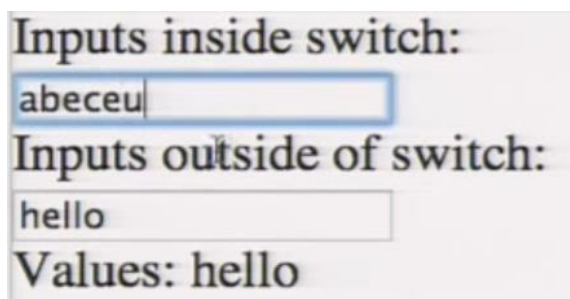 Inputs inside switch:
abeceu
Inputs outside of switch:
hello
Values: hello